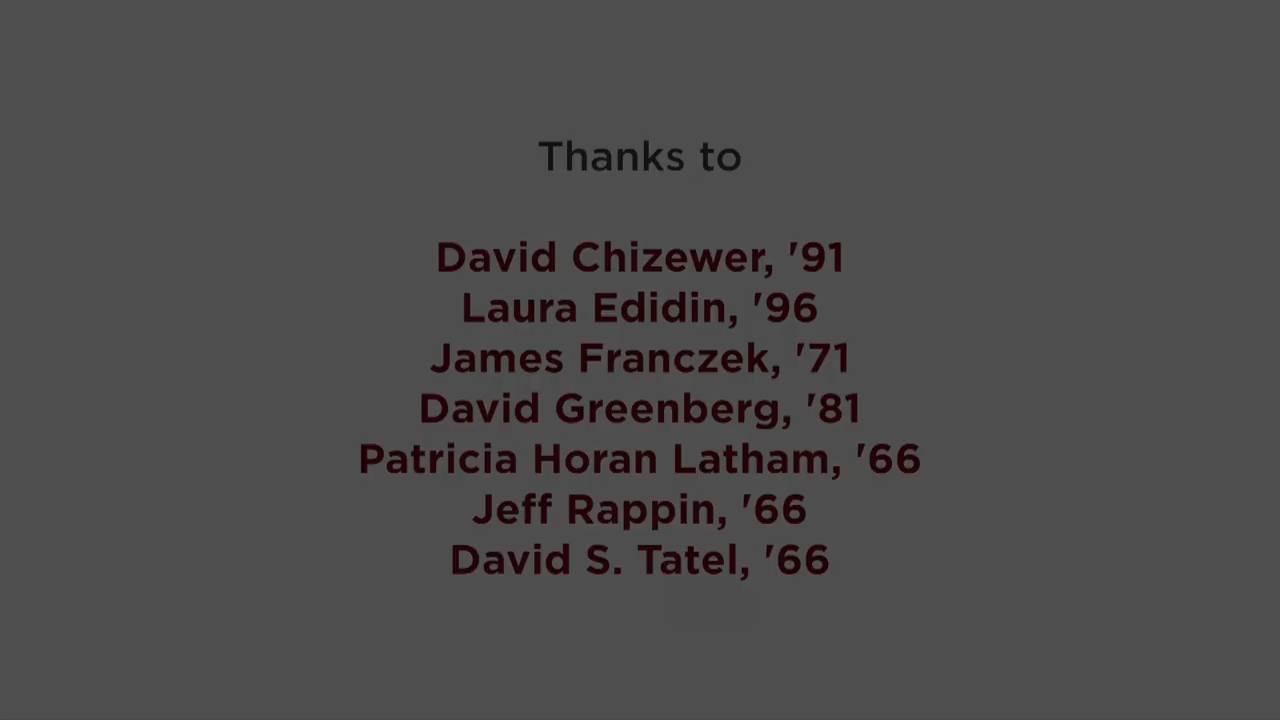 Thanks to
David Chizewer, '91
Laura Edidin, '96
James Franczek, '71
David Greenberg, '81
Patricia Horan Latham, '66
Jeff Rappin, '66
David S. Tatel, '66